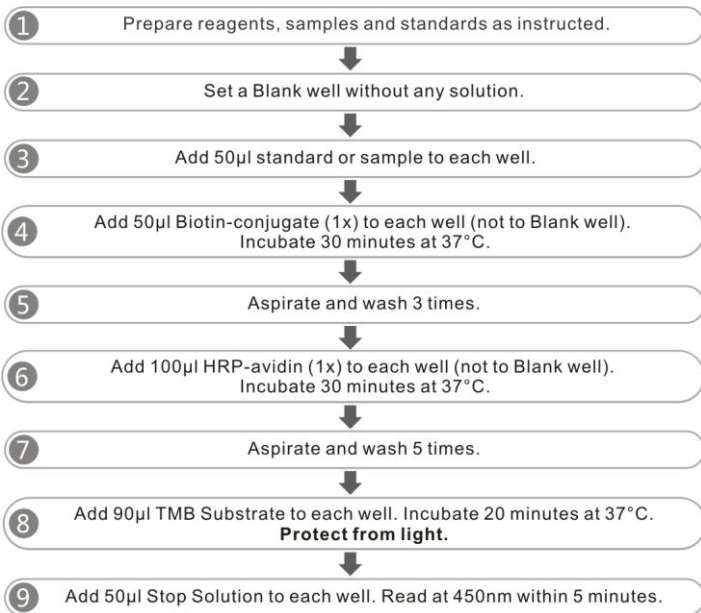 1 Prepare reagents, samples and standards as instructed.
2 Set a Blank well without any solution.
3 Add 50μl standard or sample to each well.
4 Add 50μl Biotin-conjugate (1x) to each well (not to Blank well).
Incubate 30 minutes at 37°C.
5 Aspirate and wash 3 times.
6 Add 100μl HRP-avidin (1x) to each well (not to Blank well).
Incubate 30 minutes at 37°C.
7 Aspirate and wash 5 times.
8 Add 90μl TMB Substrate to each well. Incubate 20 minutes at 37°C.
Protect from light.
9 Add 50μl Stop Solution to each well. Read at 450nm within 5 minutes.